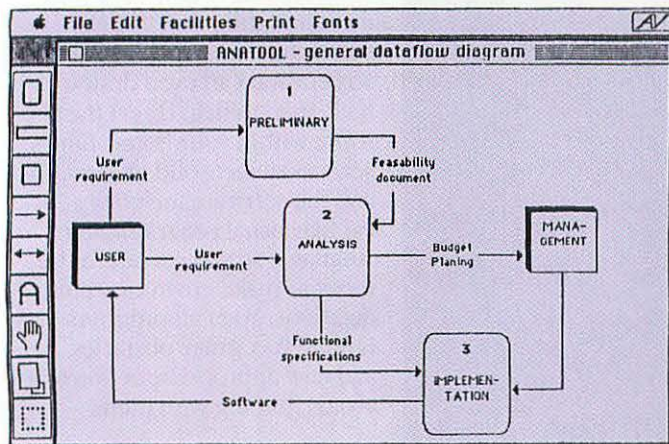 File Edit Facilities Print Fonts
ANATOOL - general dataflow diagram
1
PRELIMINARY
User
requirement
Feasability
document
2
ANALYSIS
USER
User
requirement
Budget
Planing
MANA-
GEMENT
Functional
specifications
3
IMPLEMEN-
TATION
Software
A